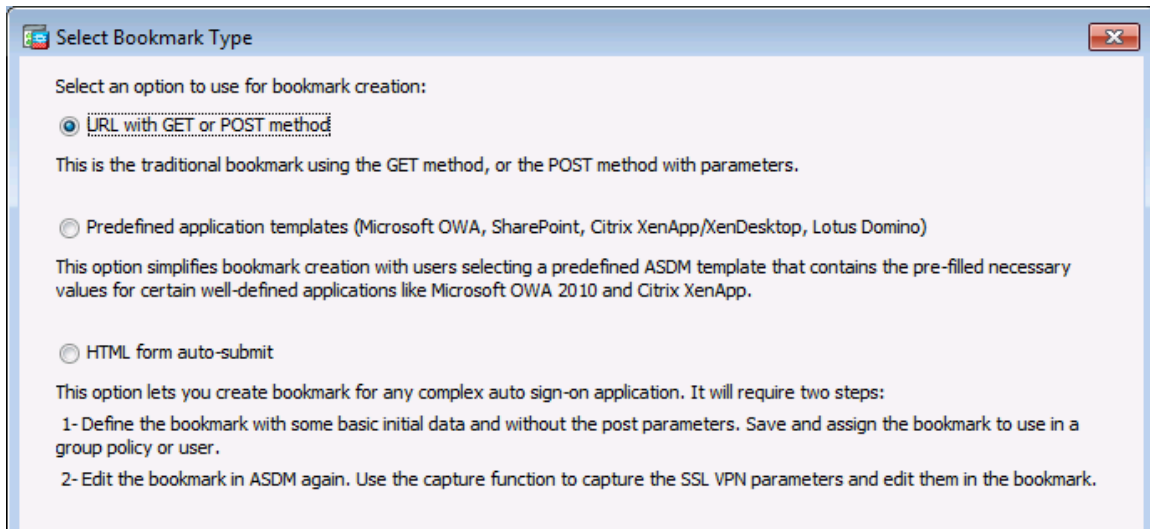 Select Bookmark Type
Select an option to use for bookmark creation:
URL with GET or POST method
This is the traditional bookmark using the GET method, or the POST method with parameters.
Predefined application templates (Microsoft OWA, SharePoint, Citrix XenApp/XenDesktop, Lotus Domino)
This option simplifies bookmark creation with users selecting a predefined ASDM template that contains the pre-filled necessary
values for certain well-defined applications like Microsoft OWA 2010 and Citrix XenApp.
HTML form auto-submit
This option lets you create bookmark for any complex auto sign-on application. It will require two steps:
1- Define the bookmark with some basic initial data and without the post parameters. Save and assign the bookmark to use in a
group policy or user.
2- Edit the bookmark in ASDM again. Use the capture function to capture the SSL VPN parameters and edit them in the bookmark.